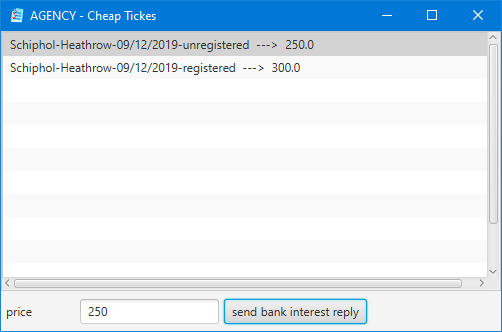 AGENCY - Cheap Tickes
Schiphol-Heathrow-09/12/2019-unregistered ---> 250.0
Schiphol-Heathrow-09/12/2019-registered ---> 300.0
price 250 send bank interest reply